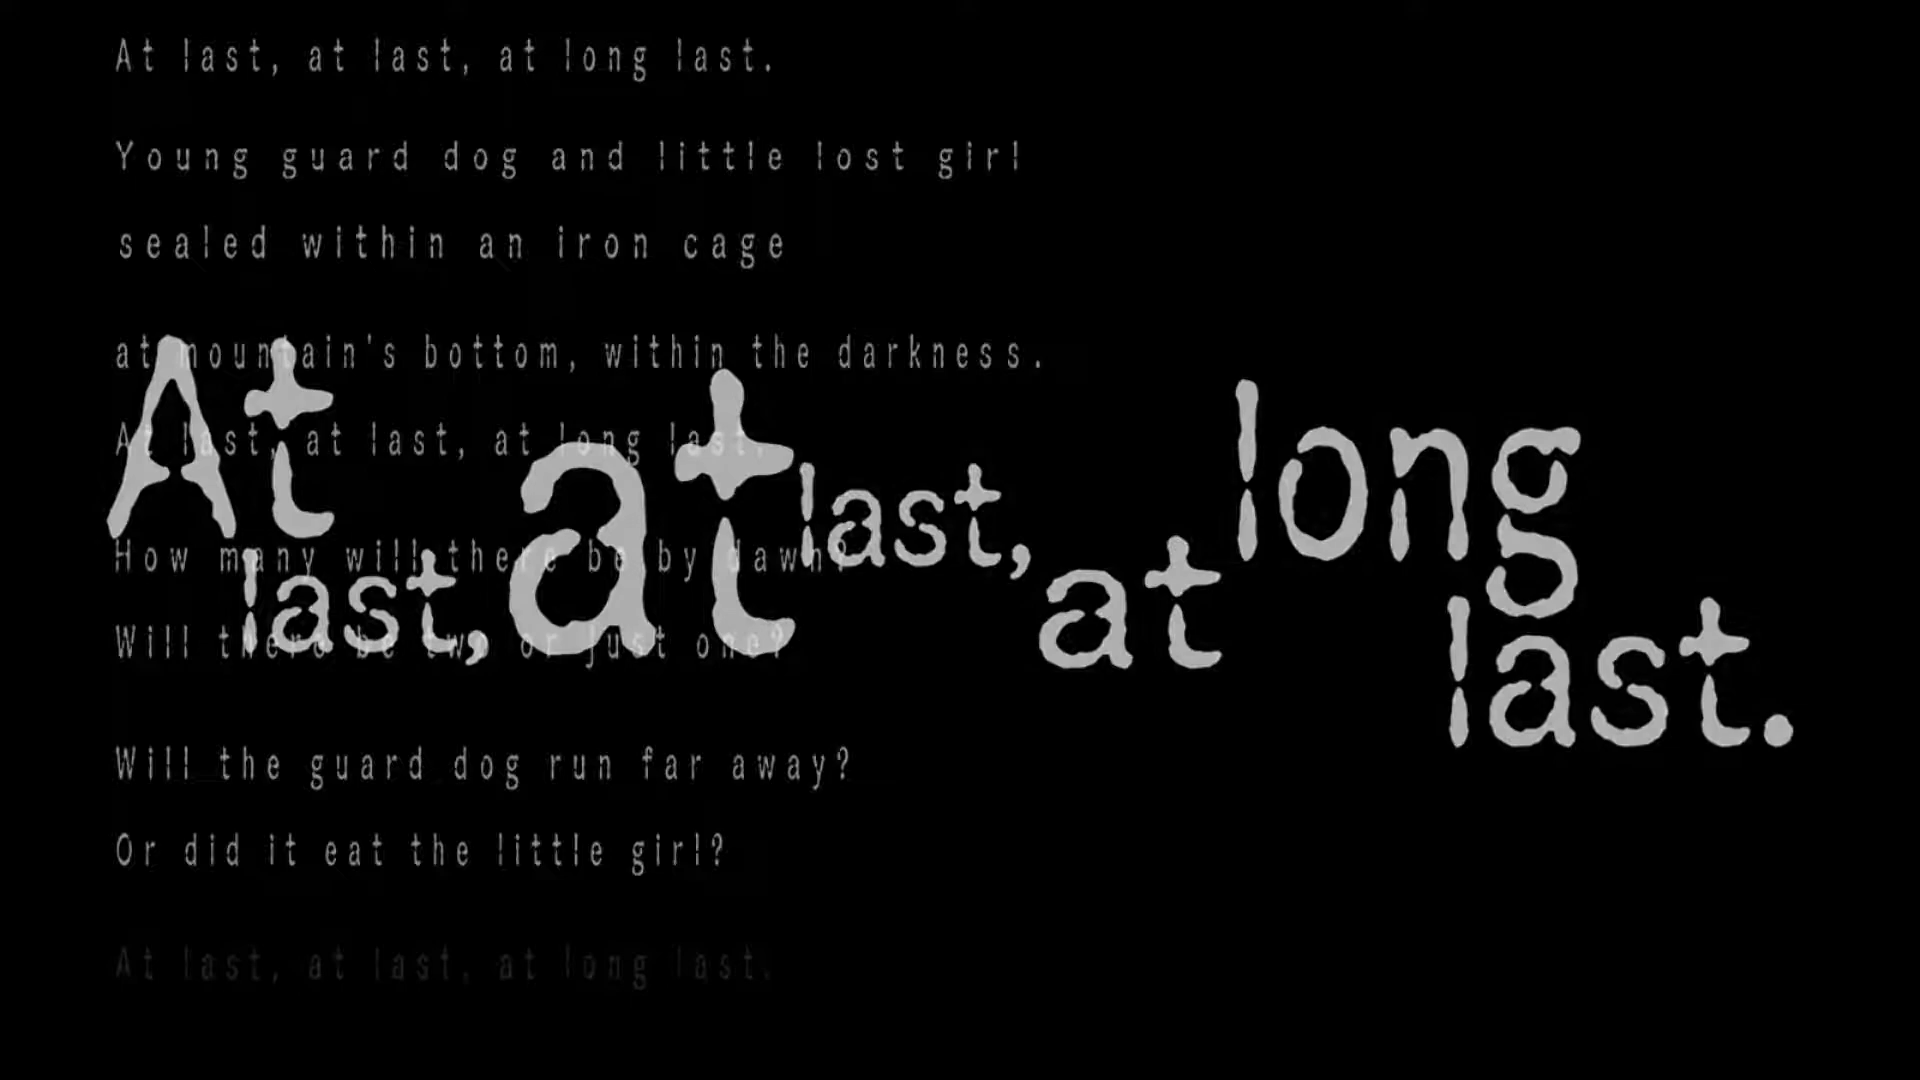 At last, at last, at long last.
Young guard dog and little lost girl
sealed within an iron cage
at mountain's bottom, within the darkness.
At last, at last, at long last.
How many will there be by dawn?
Will there be two or just one?
Will the guard dog run far away?
Or did it eat the little girl?
At last, at last, at long last.
At last, at last, at long last.